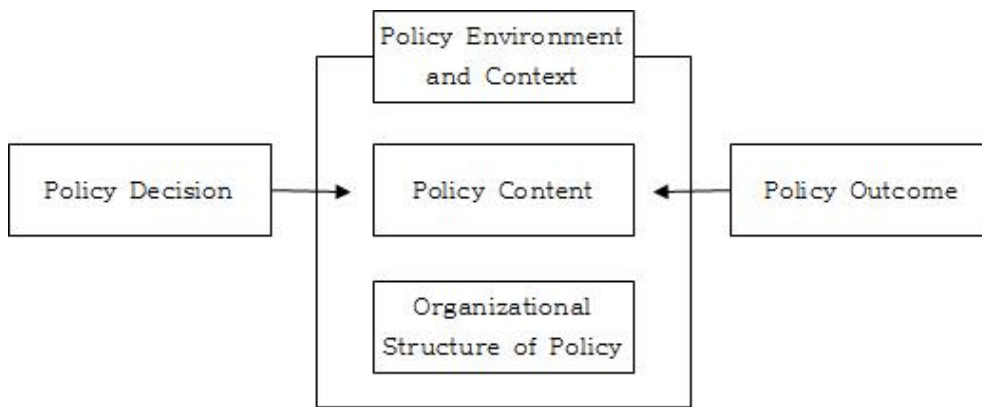 Policy Environment
and Context
Policy Decision
Policy Content
Policy Outcome
Organizational
Structure of Policy